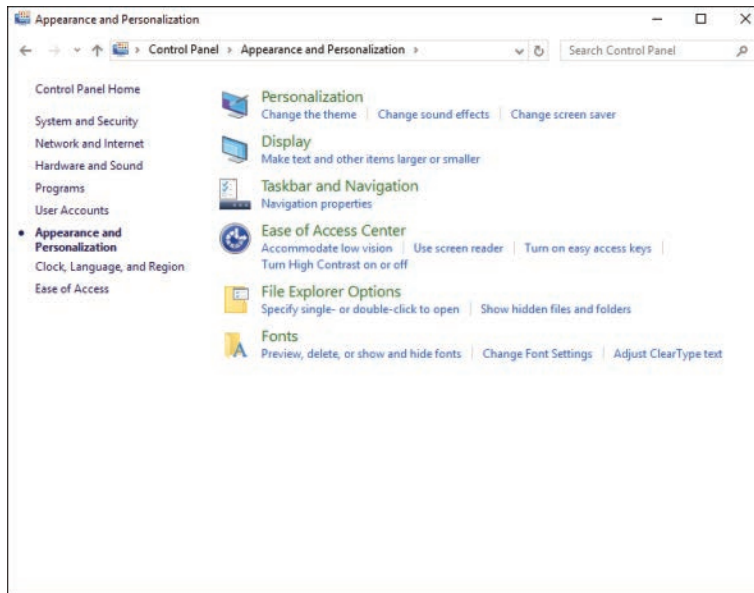 Appearance and Personalization
Control Panel > Appearance and Personalization >
Search Control Panel
Control Panel Home
System and Security
Network and Internet
Hardware and Sound
Programs
User Accounts
Appearance and
Personalization
Clock, Language, and Region
Ease of Access
Personalization
Change the theme | Change sound effects | Change screen saver
Display
Make text and other items larger or smaller
Taskbar and Navigation
Navigation properties
Ease of Access Center
Accommodate low vision | Use screen reader | Turn on easy access keys |
Turn High Contrast on or off
File Explorer Options
Specify single- or double-click to open | Show hidden files and folders
Fonts
Preview, delete, or show and hide fonts | Change Font Settings | Adjust ClearType text